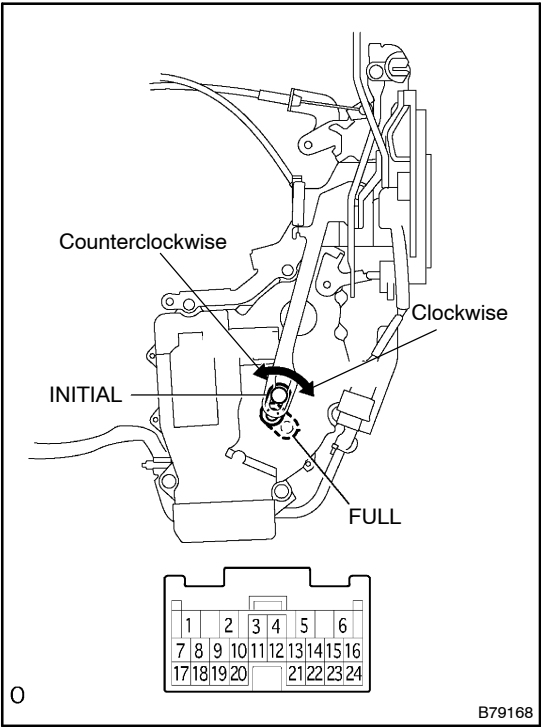 Counterclockwise
Clockwise
INITIAL
FULL
1 2 3 4 5 6
7 8 9 10 11 12 13 14 15 16
17 18 19 20 21 22 23 24
O
B79168